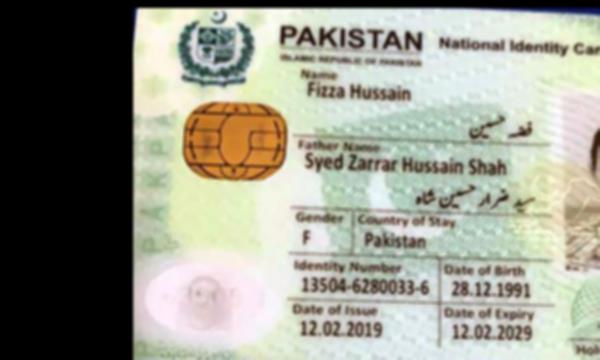 PAKISTAN National Identity Car
ISLAMIC REPUBLIC OF PAKISTAN
Name
Fizza Hussain
فضہ حسین
Father Name
Syed Zarrar Hussain Shah
سید ضرار حسین شاہ
Gender Country of Stay
F Pakistan
Identity Number Date of Birth
13504-6280033-6 28.12.1991
Date of Issue Date of Expiry
12.02.2019 12.02.2029